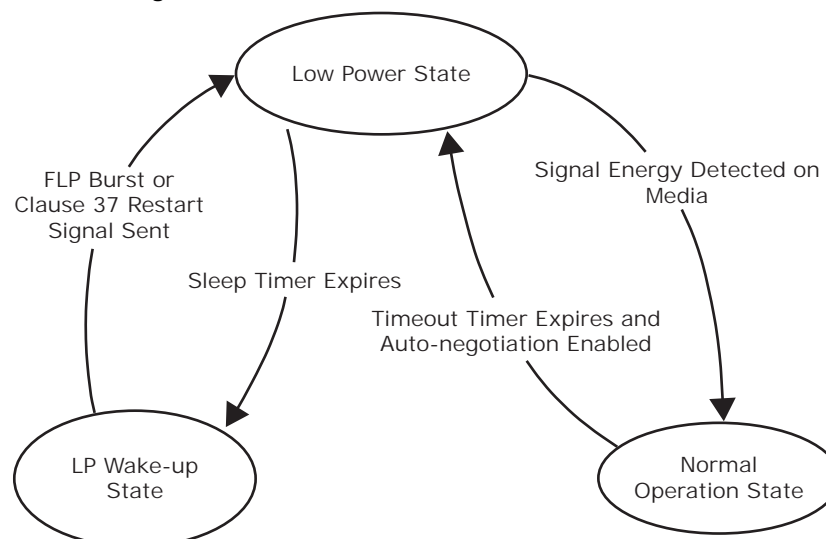 Low Power State
FLP Burst or
Clause 37 Restart
Signal Sent
Signal Energy Detected on
Media
Sleep Timer Expires
Timeout Timer Expires and
Auto-negotiation Enabled
LP Wake-up
State
Normal
Operation State